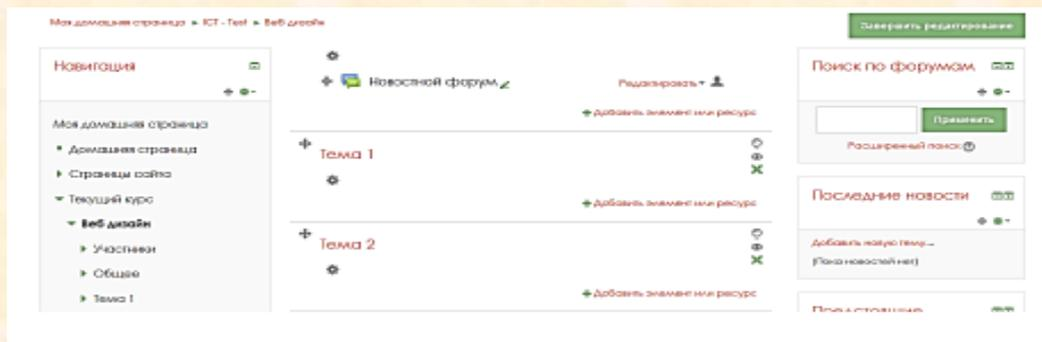 Моя домашняя страница ► ICT - Test ► Веб дизайн
Завершить редактирование
Навигация
Моя домашняя страница
Домашняя страница
Страницы сайта
Текущий курс
Веб дизайн
Участники
Общее
Тема 1
Новостной форум
Редактировать
Добавить элемент или ресурс
Тема 1
Добавить элемент или ресурс
Тема 2
Добавить элемент или ресурс
Поиск по форумам
Применить
Расширенный поиск
Последние новости
Добавить новую тему...
(Пока новостей нет)
Предстоящие